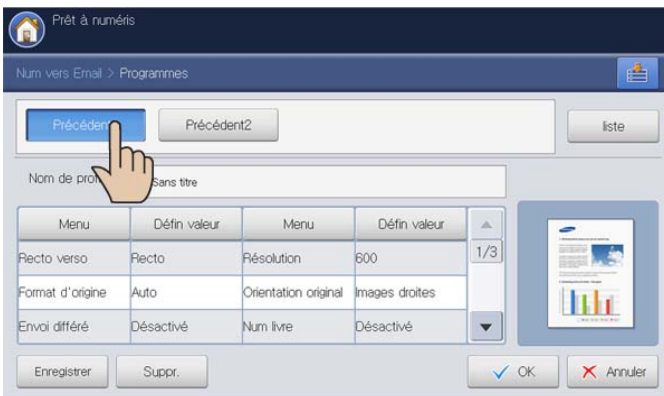 Prêt à numéris
Num vers Email > Programmes
Précédent2
liste
Nom de
Sans titre
Menu Défin valeur Menu Défin valeur
Recto verso Recto Résolution 600 1/3
Format d'origine Auto Orientation original Images droites
Envoi différé Désactivé Num livre Désactivé
Enregistrer Suppr. OK Annuler